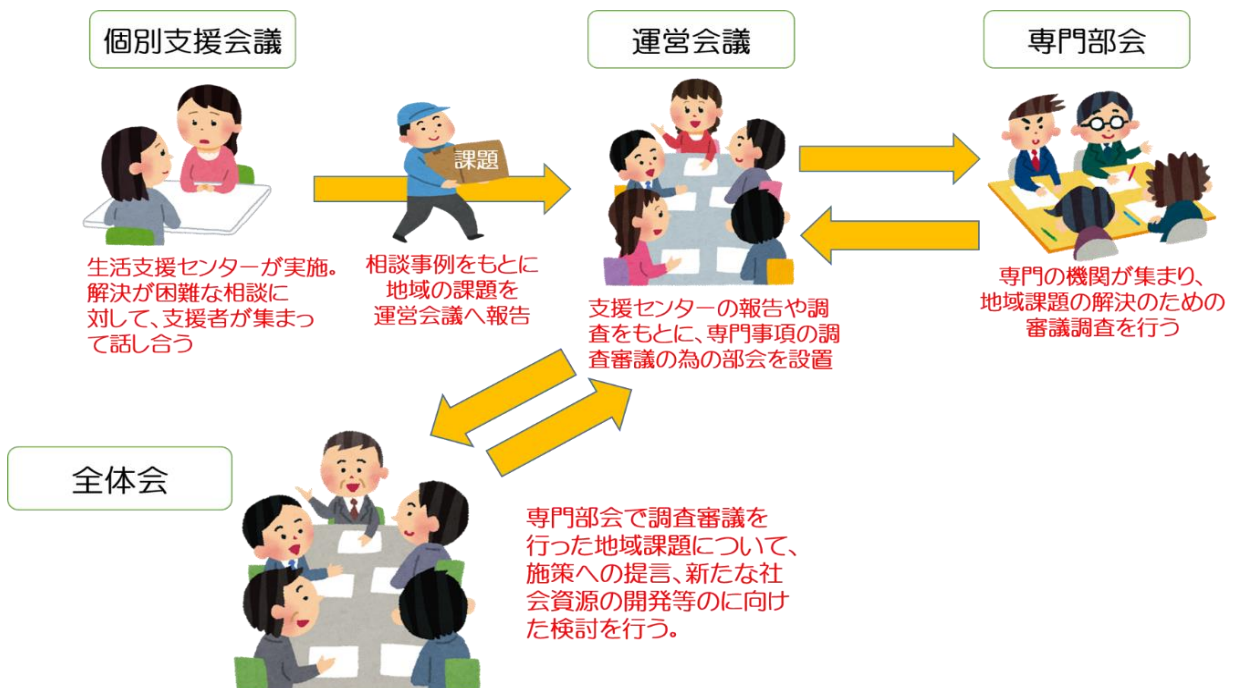 個別支援会議
運営会議
専門部会
課題
生活支援センターが実施。
解決が困難な相談に
対して、支援者が集まっ
て話し合う
相談事例をもとに
地域の課題を
運営会議へ報告
支援センターの報告や調
査をもとに、専門事項の調
査審議の為の部会を設置
専門の機関が集まり、
地域課題の解決のための
審議調査を行う
全体会
専門部会で調査審議を
行った地域課題について、
施策への提言、新たな社
会資源の開発等のに向け
た検討を行う。